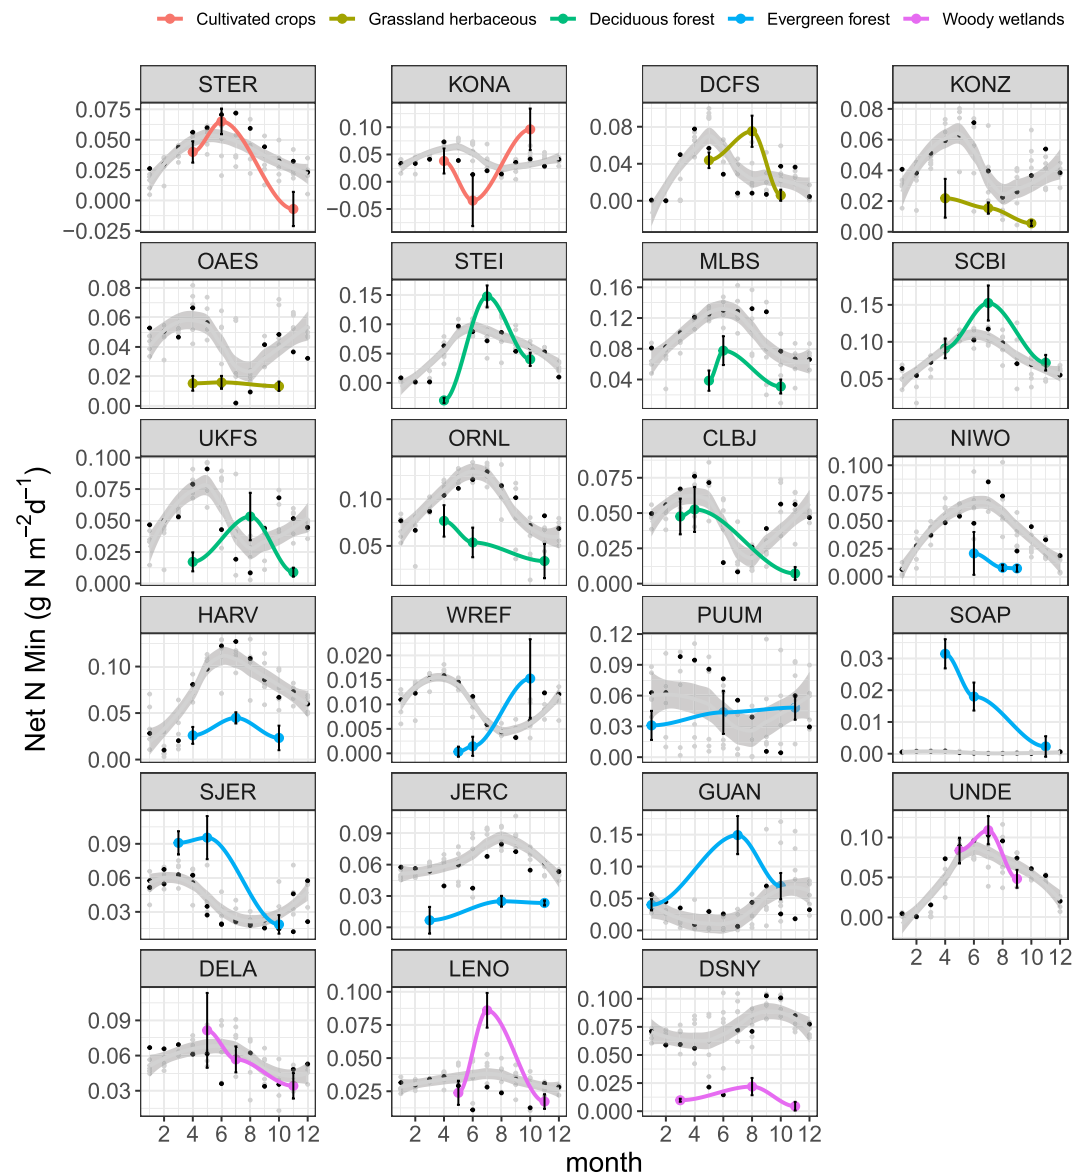 Cultivated crops Grassland herbaceous Deciduous forest Evergreen forest Woody wetlands
STER KONA DCFS KONZ
0.075 0.050 0.025 0.000 −0.025
0.10 0.05 0.00 −0.05
0.08 0.04 0.00
0.08 0.06 0.04 0.02 0.00
OAES STEI MLBS SCBI
0.08 0.06 0.04 0.02 0.00
0.15 0.10 0.05 0.00
0.16 0.12 0.08 0.04
0.15 0.10 0.05
UKFS ORNL CLBJ NIWO
0.100 0.075 0.050 0.025 0.000
0.10 0.05
0.075 0.050 0.025 0.000
0.100 0.075 0.050 0.025 0.000
HARV WREF PUUM SOAP
0.10 0.05 0.00
0.020 0.015 0.010 0.005 0.000
0.12 0.09 0.06 0.03 0.00
0.03 0.02 0.01 0.00
SJER JERC GUAN UNDE
0.09 0.06 0.03
0.09 0.06 0.03 0.00
0.15 0.10 0.05 0.00
0.10 0.05 0.00
2 4 6 8 10 12
DELA LENO DSNY
0.09 0.06 0.03
0.100 0.075 0.050 0.025
0.100 0.075 0.050 0.025 0.000
2 4 6 8 10 12 2 4 6 8 10 12 2 4 6 8 10 12
month
Net N Min (g N m⁻²d⁻¹)